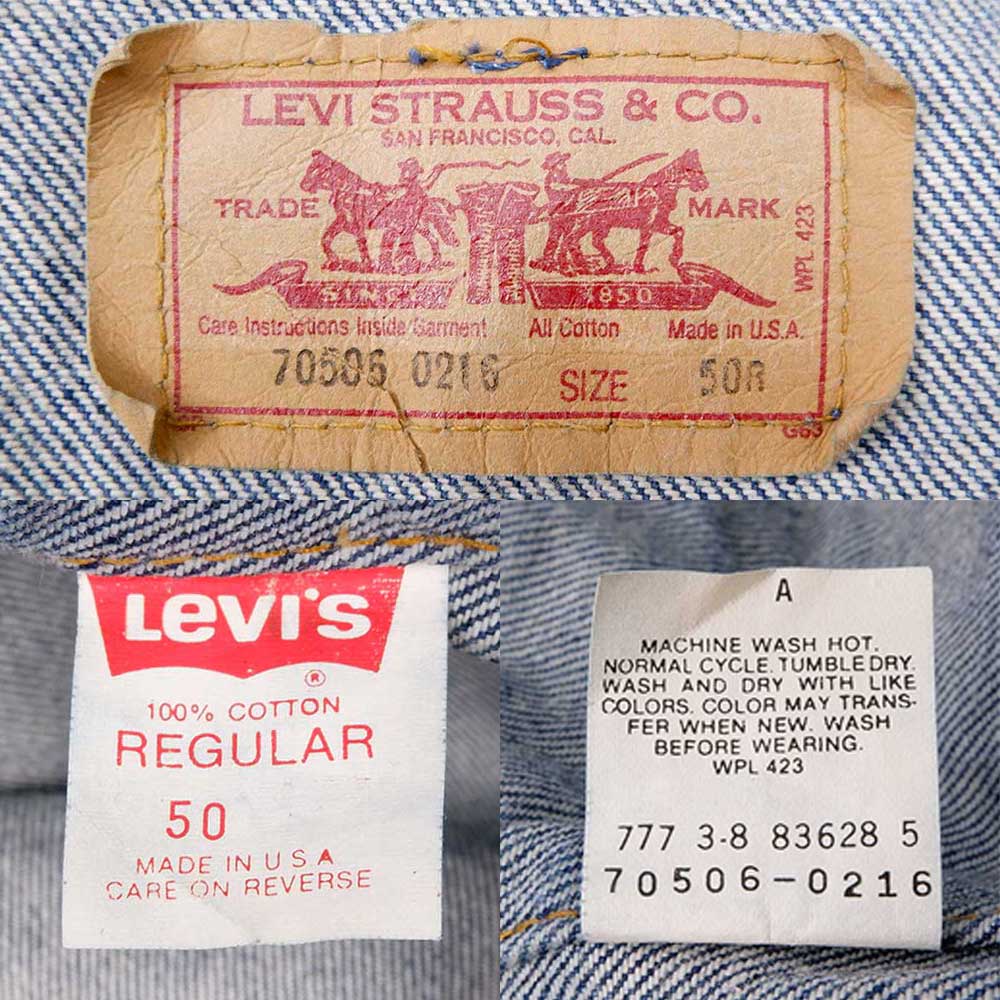 LEVI STRAUSS & CO.
SAN FRANCISCO, CAL.
TRADE MARK
WPL 423
SINCE 1850
Care Instructions Inside Garment All Cotton Made in U.S.A.
70506 0216 SIZE 50R
G63
LEVI'S
®
100% COTTON
REGULAR
50
MADE IN U S A
CARE ON REVERSE
A
MACHINE WASH HOT.
NORMAL CYCLE. TUMBLE DRY.
WASH AND DRY WITH LIKE
COLORS. COLOR MAY TRANS-
FER WHEN NEW. WASH
BEFORE WEARING.
WPL 423
777 3-8 83628 5
70506-0216